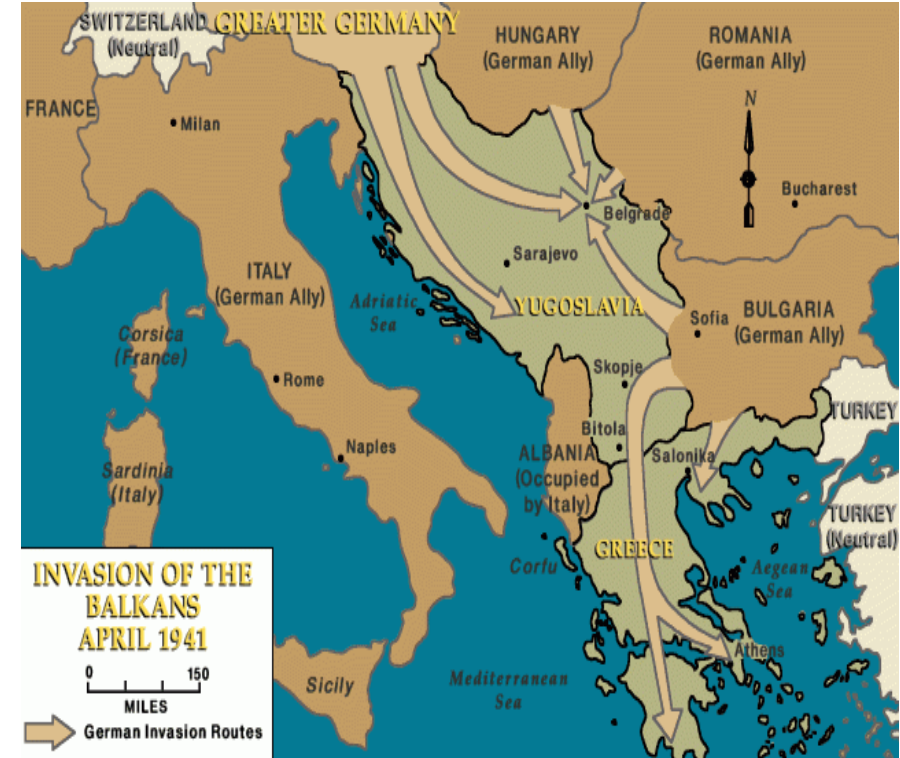 SWITZERLAND
(Neutral)
GREATER GERMANY
HUNGARY
(German Ally)
ROMANIA
(German Ally)
FRANCE
Milan
N
Bucharest
Belgrade
Sarajevo
ITALY
(German Ally)
Adriatic
Sea
YUGOSLAVIA
Sofia
BULGARIA
(German Ally)
Corsica
(France)
Rome
Skopje
TURKEY
Bitola
Naples
ALBANIA
(Occupied
by Italy)
Salonika
Sardinia
(Italy)
TURKEY
(Neutral)
GREECE
Corfu
Aegean
Sea
INVASION OF THE
BALKANS
APRIL 1941
Athens
0 150
MILES
Sicily
Mediterranean
Sea
German Invasion Routes